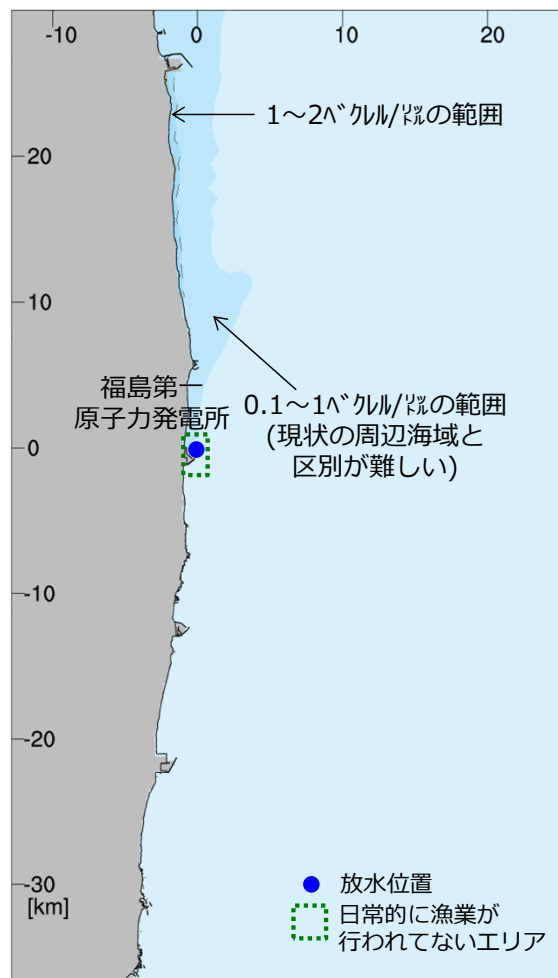 -10
0
10
20
1～2ﾍﾞｸﾚﾙ/㍑の範囲
20
10
福島第一
原子力発電所
0.1～1ﾍﾞｸﾚﾙ/㍑の範囲
(現状の周辺海域と
区別が難しい)
0
-10
-20
-30
[km]
放水位置
日常的に漁業が
行われてないエリア